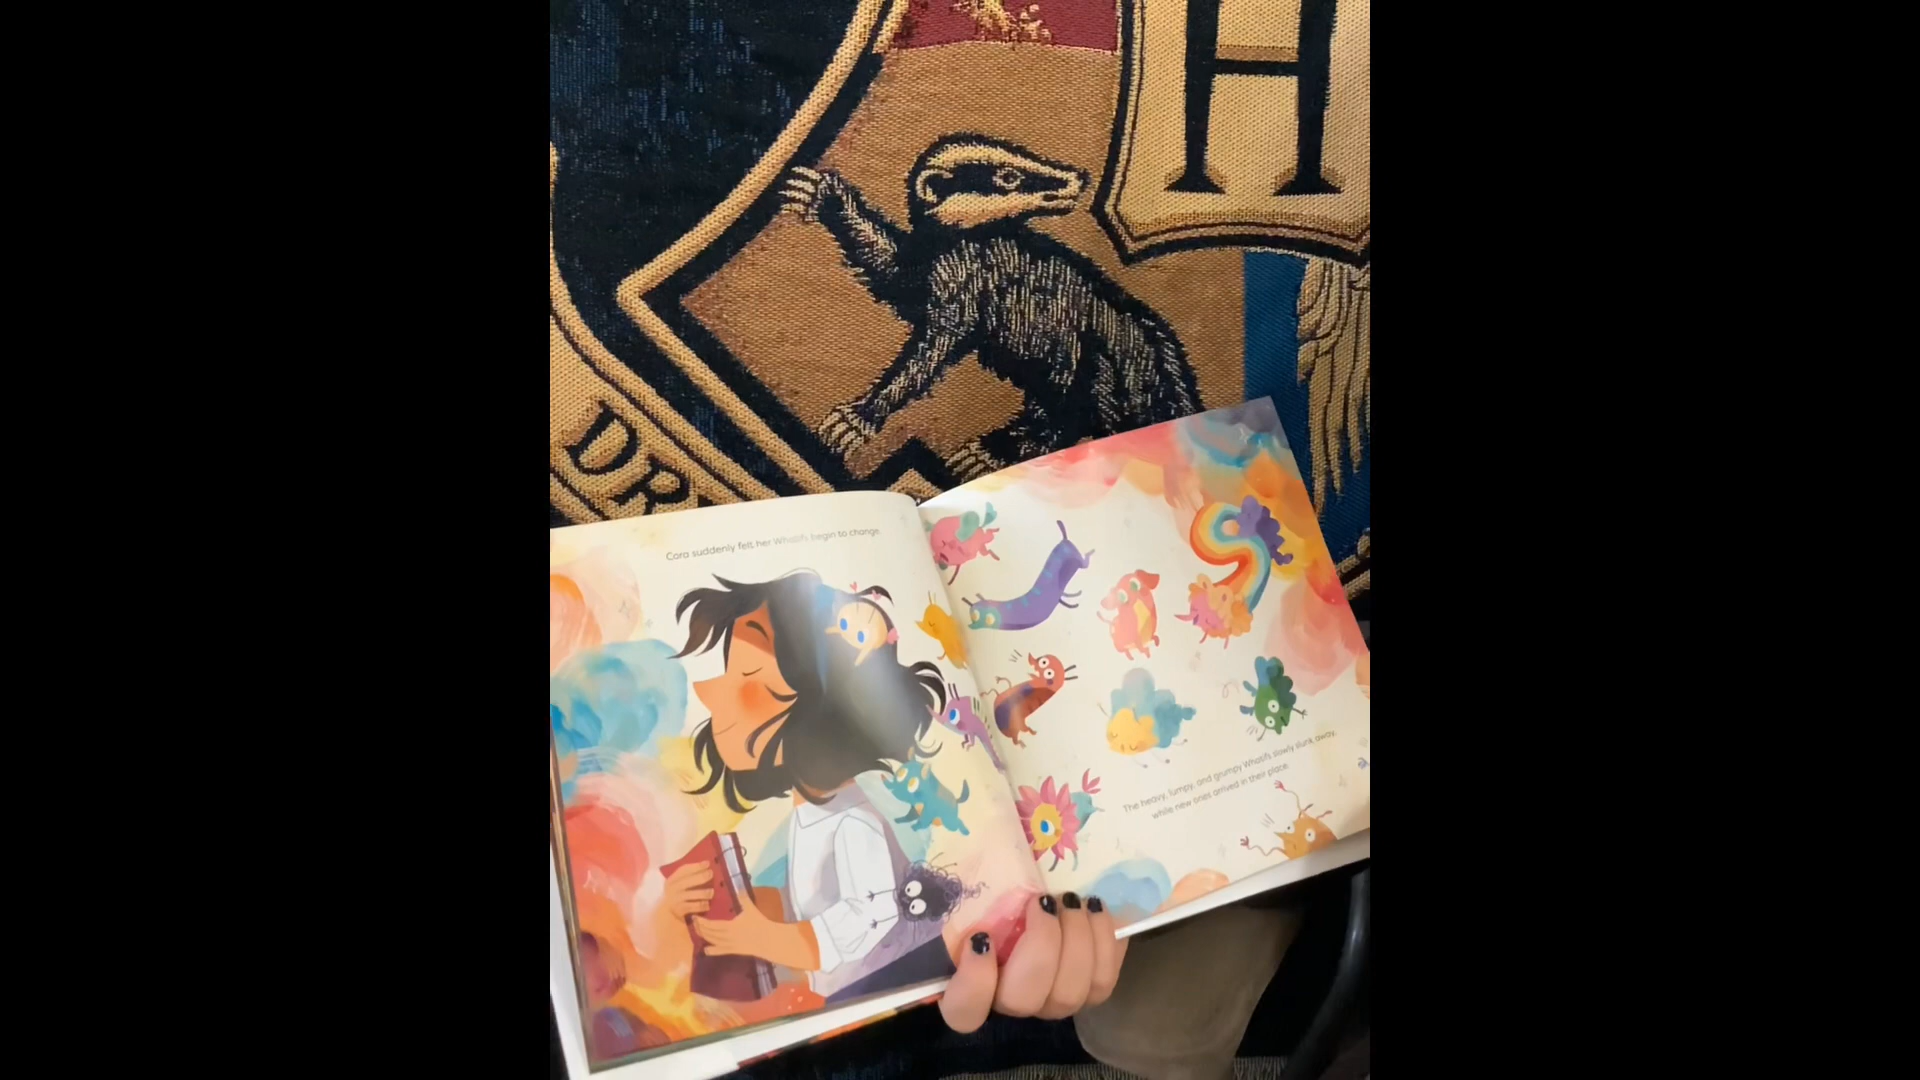 H
DR
Cora suddenly felt her Whatifs begin to change.
The heavy, lumpy, and grumpy Whatifs slowly slunk away,
while new ones arrived in their place.